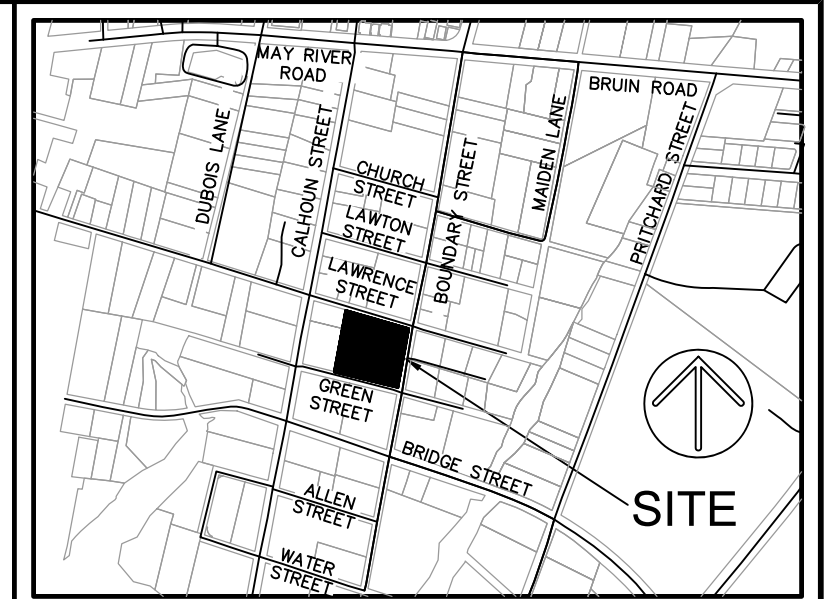 MAY RIVER
ROAD
BRUIN ROAD
DUBOIS LANE
CALHOUN STREET
CHURCH
STREET
BOUNDARY STREET
MAIDEN LANE
PRITCHARD STREET
LAWTON
STREET
LAWRENCE
STREET
GREEN
STREET
BRIDGE STREET
SITE
ALLEN
STREET
WATER
STREET